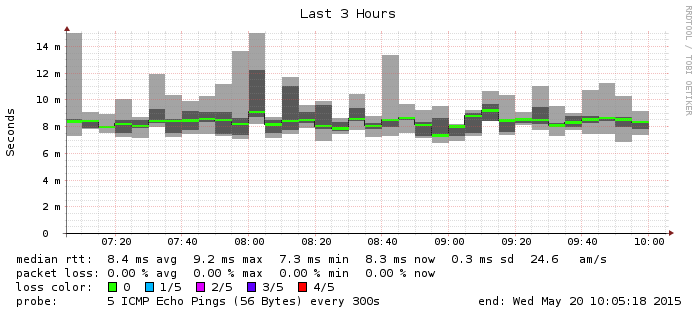 Last 3 Hours
RRDTOOL / TOBI OETIKER
Seconds
14 m
12 m
10 m
8 m
6 m
4 m
2 m
0
07:20 07:40 08:00 08:20 08:40 09:00 09:20 09:40 10:00
median rtt: 8.4 ms avg 9.2 ms max 7.3 ms min 8.3 ms now 0.3 ms sd 24.6 am/s
packet loss: 0.00 % avg 0.00 % max 0.00 % min 0.00 % now
loss color: 0 1/5 2/5 3/5 4/5
probe: 5 ICMP Echo Pings (56 Bytes) every 300s end: Wed May 20 10:05:18 2015